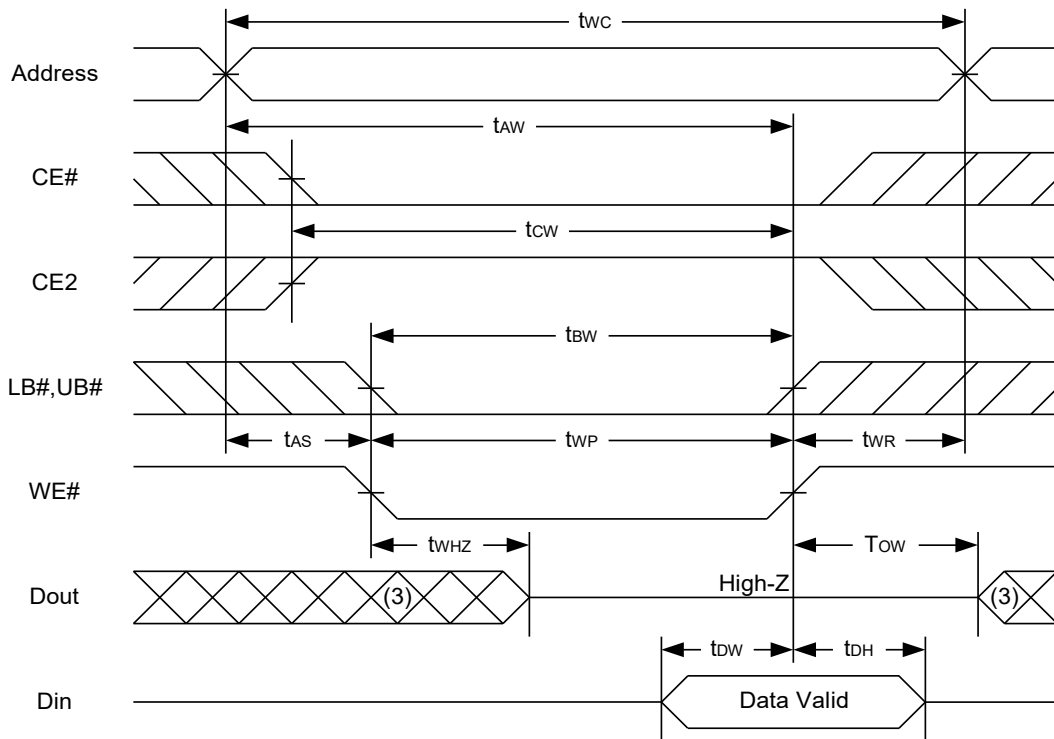 tWC
Address
tAW
CE#
tCW
CE2
tBW
LB#,UB#
tAS tWP tWR
WE#
tWHZ TOW
High-Z
Dout (3) (3)
tDW tDH
Din Data Valid